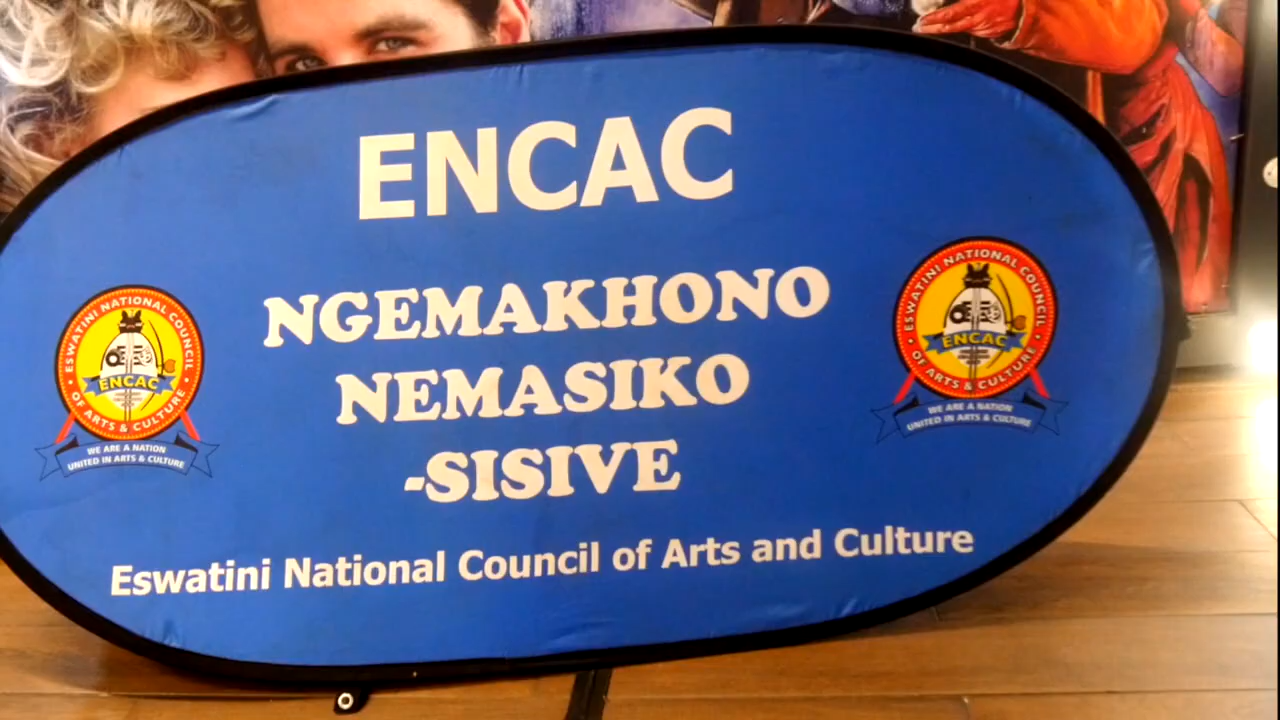 ENCAC
NGEMAKHONO
NEMASIKO
-SISIVE
Eswatini National Council of Arts and Culture
ESWATINI NATIONAL COUNCIL
OF ARTS & CULTURE
ENCAC
WE ARE A NATION
UNITED IN ARTS & CULTURE
ESWATINI NATIONAL COUNCIL
OF ARTS & CULTURE
ENCAC
WE ARE A NATION
UNITED IN ARTS & CULTURE